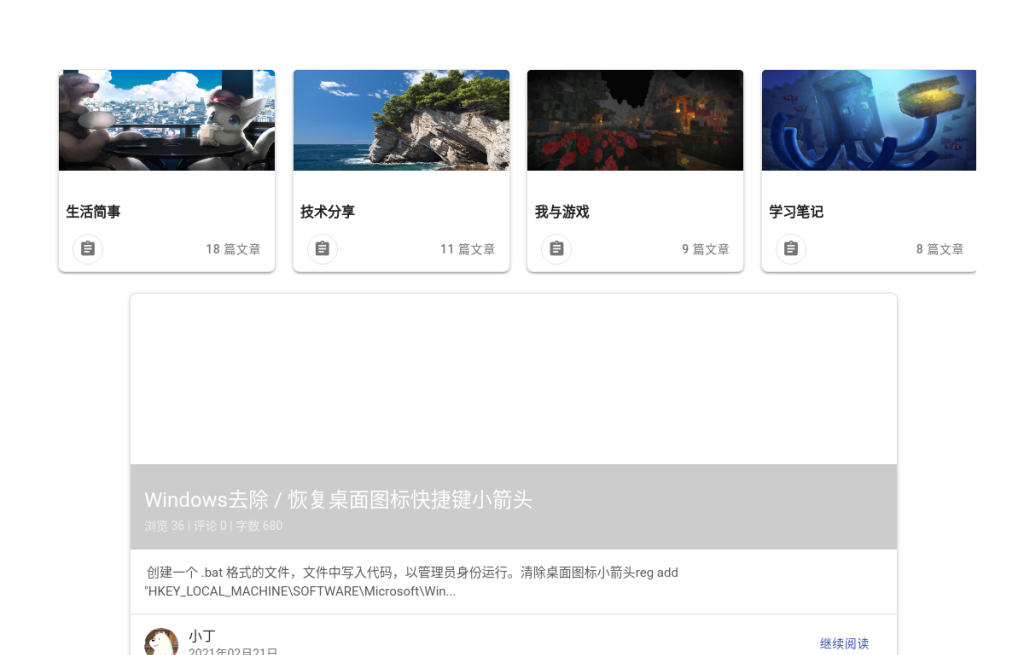 生活简事
18 篇文章
技术分享
11 篇文章
我与游戏
9 篇文章
学习笔记
8 篇文章
Windows去除 / 恢复桌面图标快捷键小箭头
浏览 36 | 评论 0 | 字数 680
创建一个 .bat 格式的文件，文件中写入代码，以管理员身份运行。清除桌面图标小箭头reg add
"HKEY_LOCAL_MACHINE\SOFTWARE\Microsoft\Win...
小丁
2021年02月21日
继续阅读